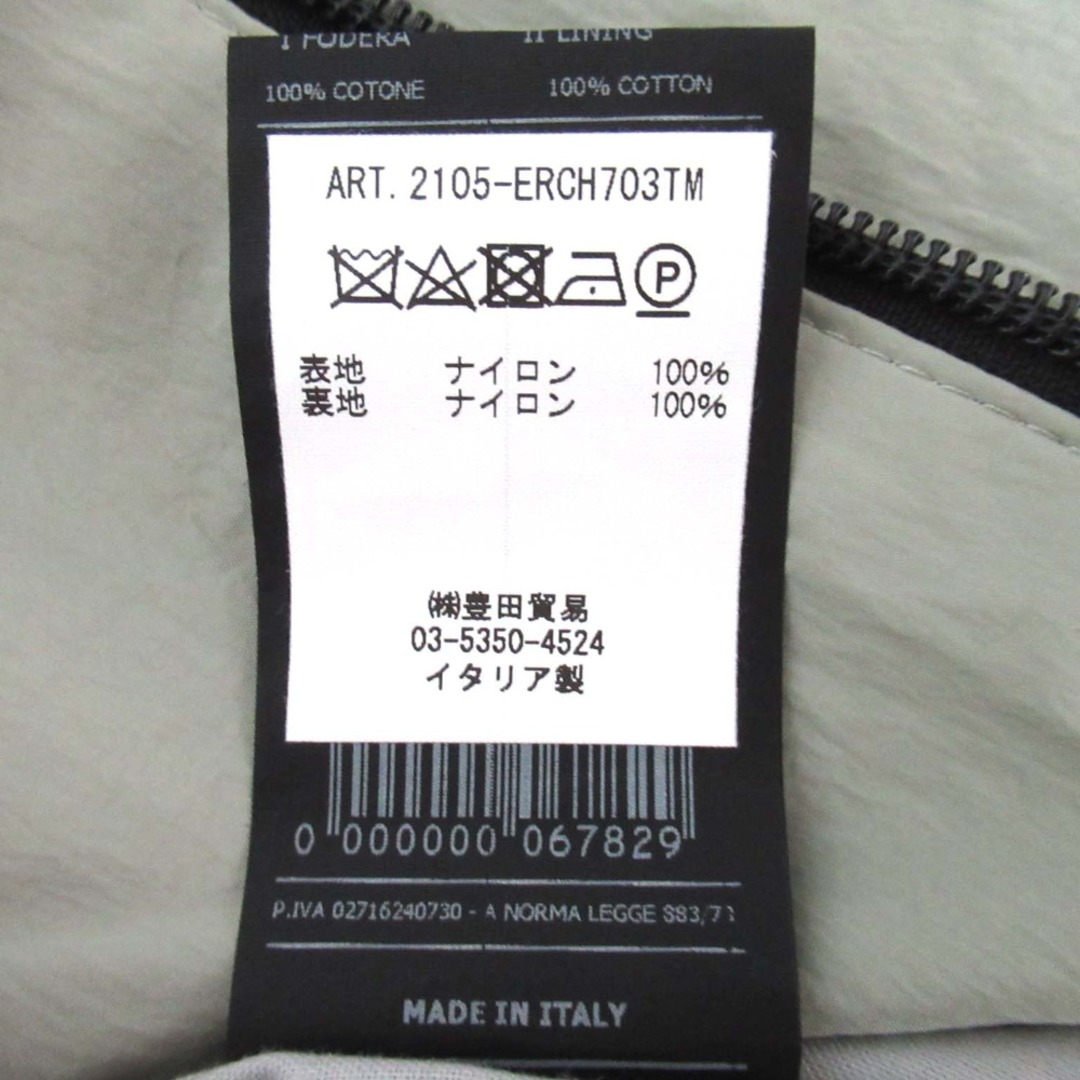 I FODERA II LINING
100% COTONE 100% COTTON
ART. 2105-ERCH703TM
P
表地 ナイロン 100%
裏地 ナイロン 100%
㈱豊田貿易
03-5350-4524
イタリア製
0 000000 067829
P.IVA 02716240730 - A NORMA LEGGE 883/73
MADE IN ITALY